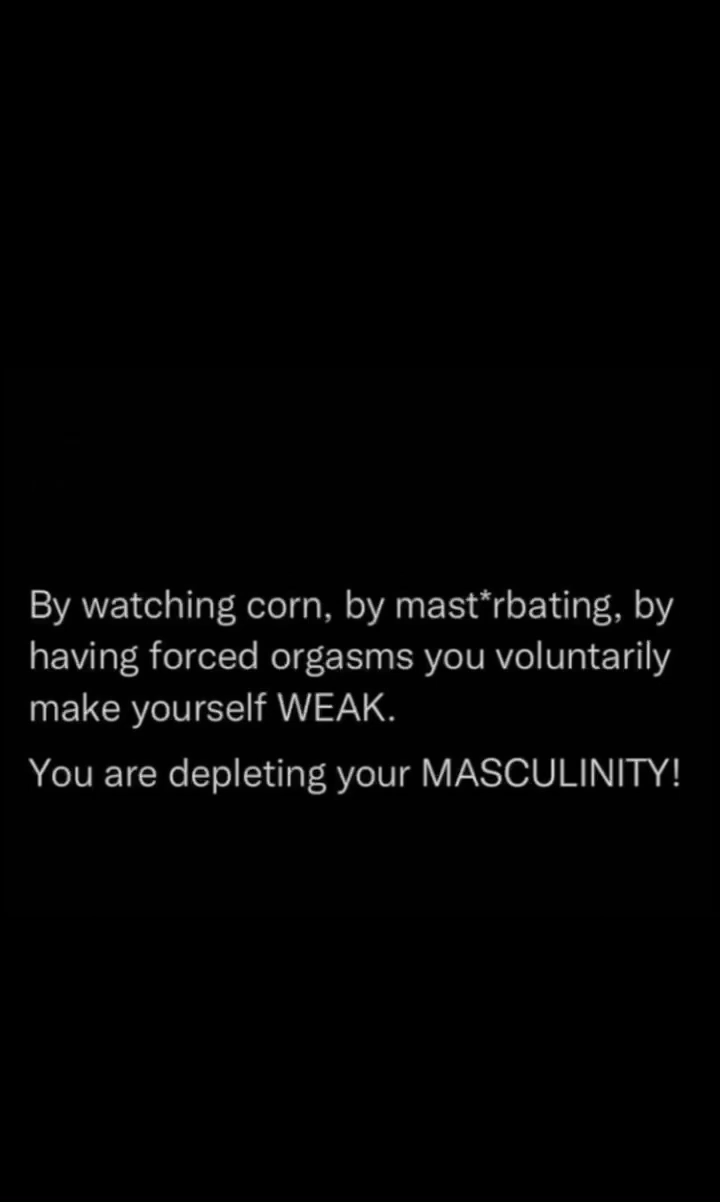 By watching corn, by mast*rbating, by
having forced orgasms you voluntarily
make yourself WEAK.
You are depleting your MASCULINITY!